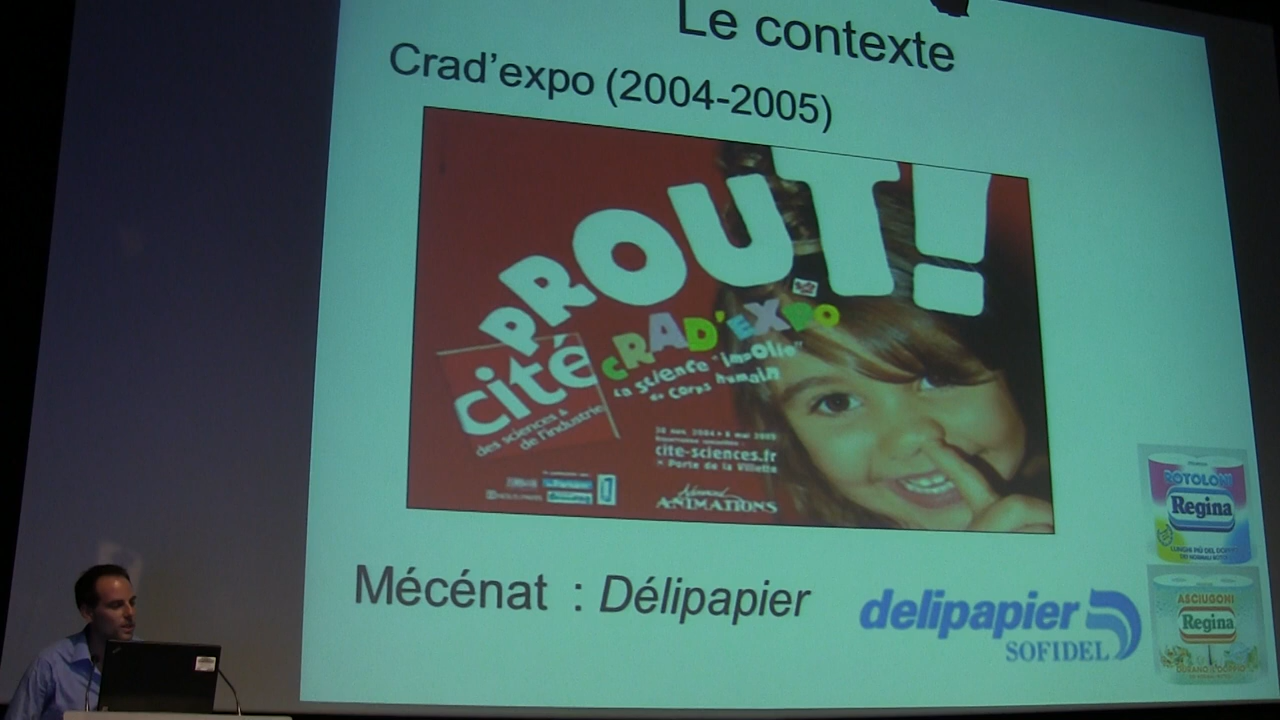 Le contexte
Crad'expo (2004-2005)
PROUT!
CRAD'EXPO
La science "insolite"
du corps humain
cité
des sciences &
de l'industrie
cite-sciences.fr
Porte de la Villette
Advanced
ANIMATIONS
Mécénat : Délipapier
delipapier
SOFIDEL
ROTOLONI
Regina
ASCIUGONI
Regina